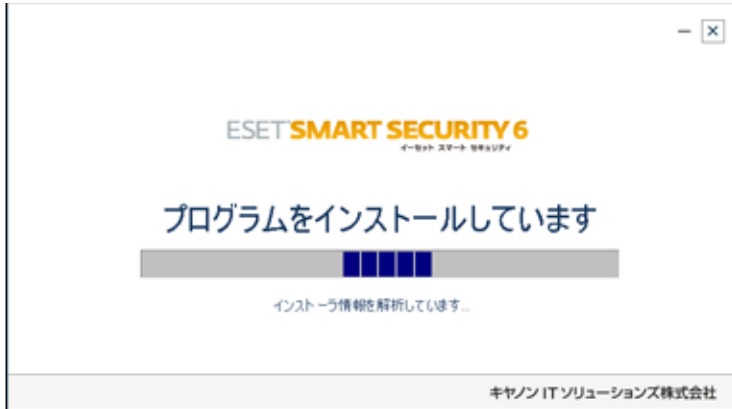 ESET SMART SECURITY 6
イーセット スマート セキュリティ
プログラムをインストールしています
インストーラ情報を解析しています...
キヤノン ITソリューションズ株式会社